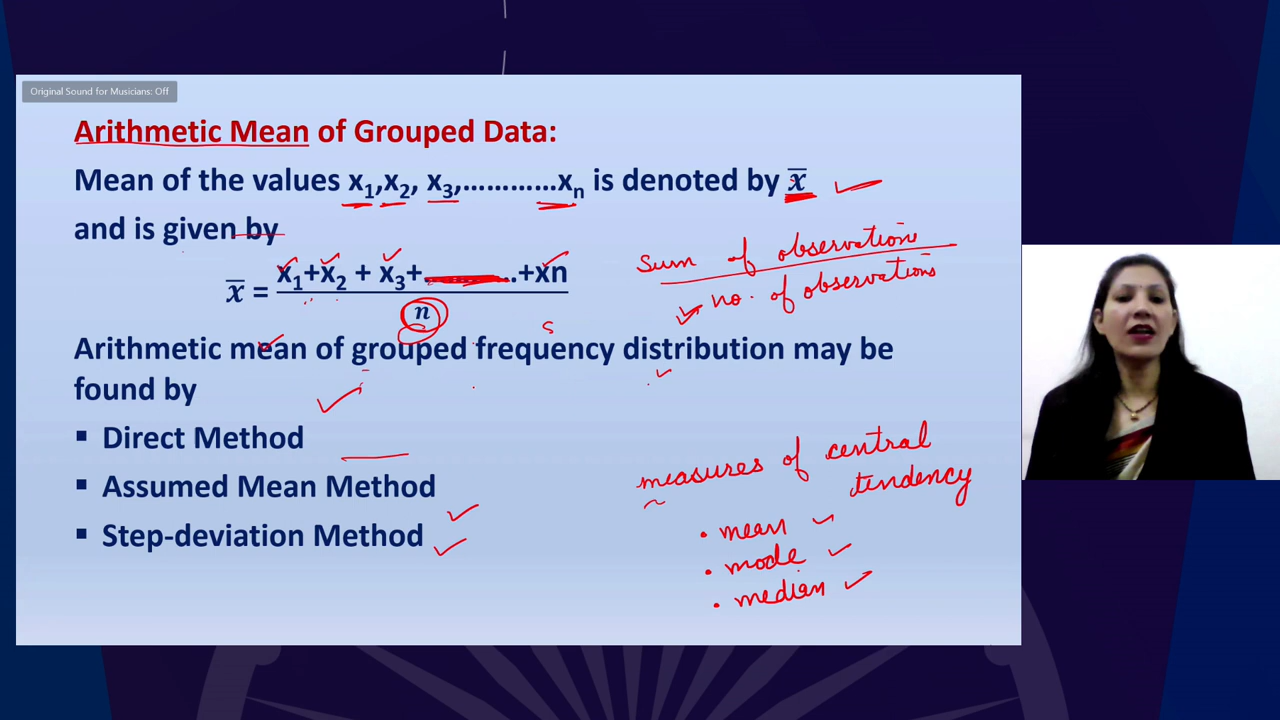 Original Sound for Musicians: Off
Arithmetic Mean of Grouped Data:
Mean of the values x₁,x₂, x₃,…………xₙ is denoted by x̅
and is given by
x̅ = x₁+x₂ + x₃+..+xn
n
sum of observations
no. of observations
Arithmetic mean of grouped frequency distribution may be
found by
▪ Direct Method
▪ Assumed Mean Method
▪ Step-deviation Method
measures of central
tendency
• mean
• mode
• median